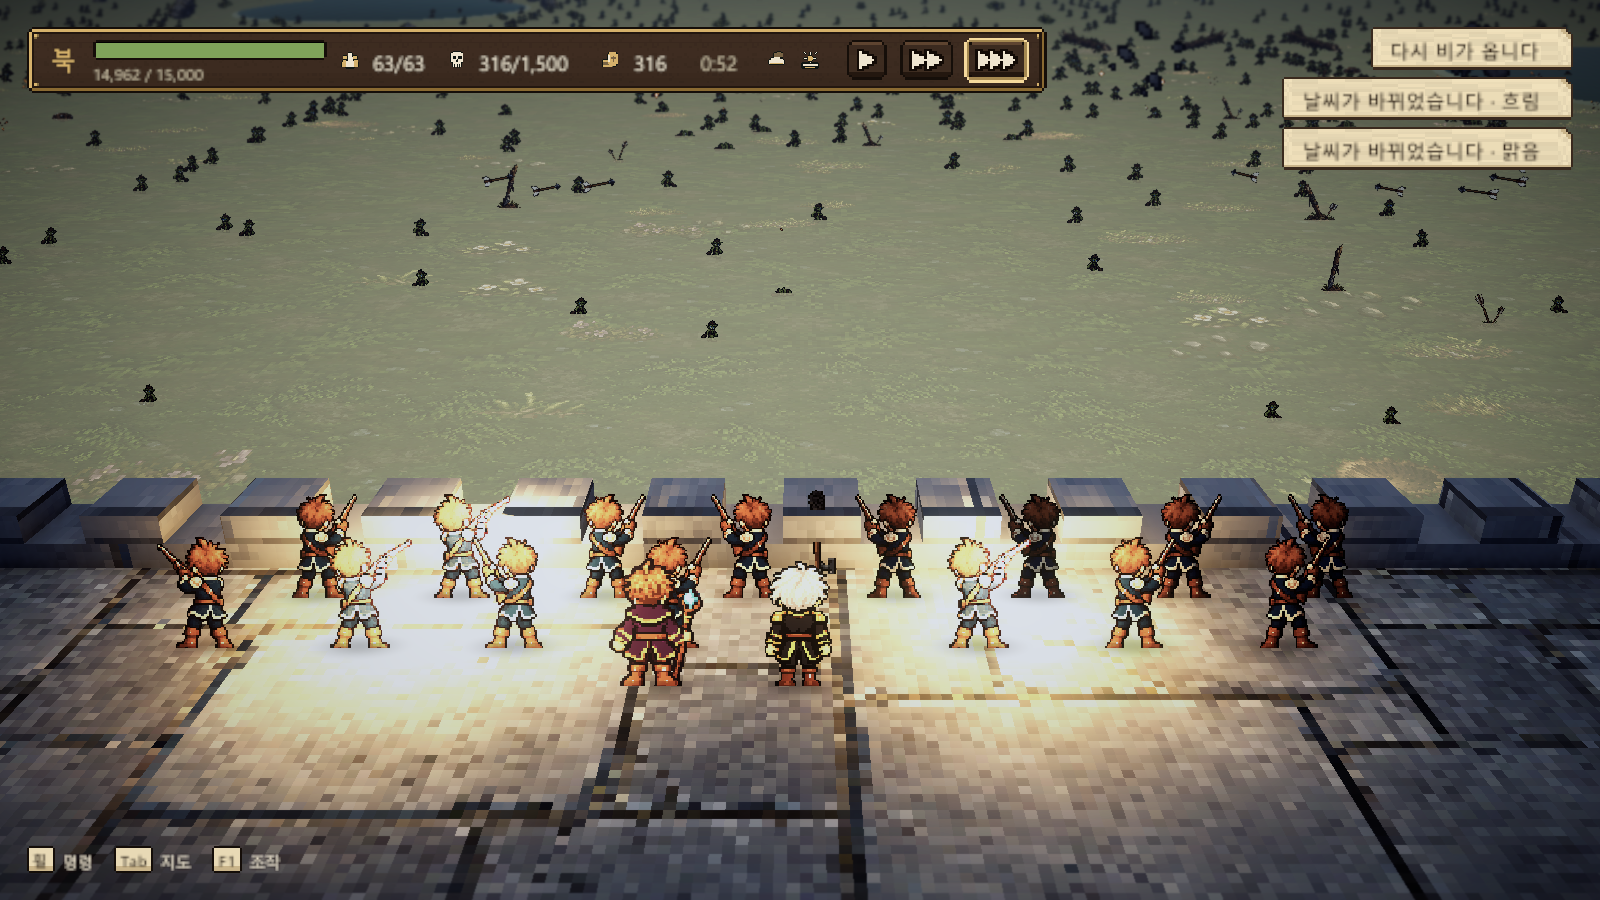 북
14,962 / 15,000
63/63
316/1,500
316
0:52
다시 비가 옵니다
날씨가 바뀌었습니다 · 흐림
날씨가 바뀌었습니다 · 맑음
휠 명령 Tab 지도 F1 조작